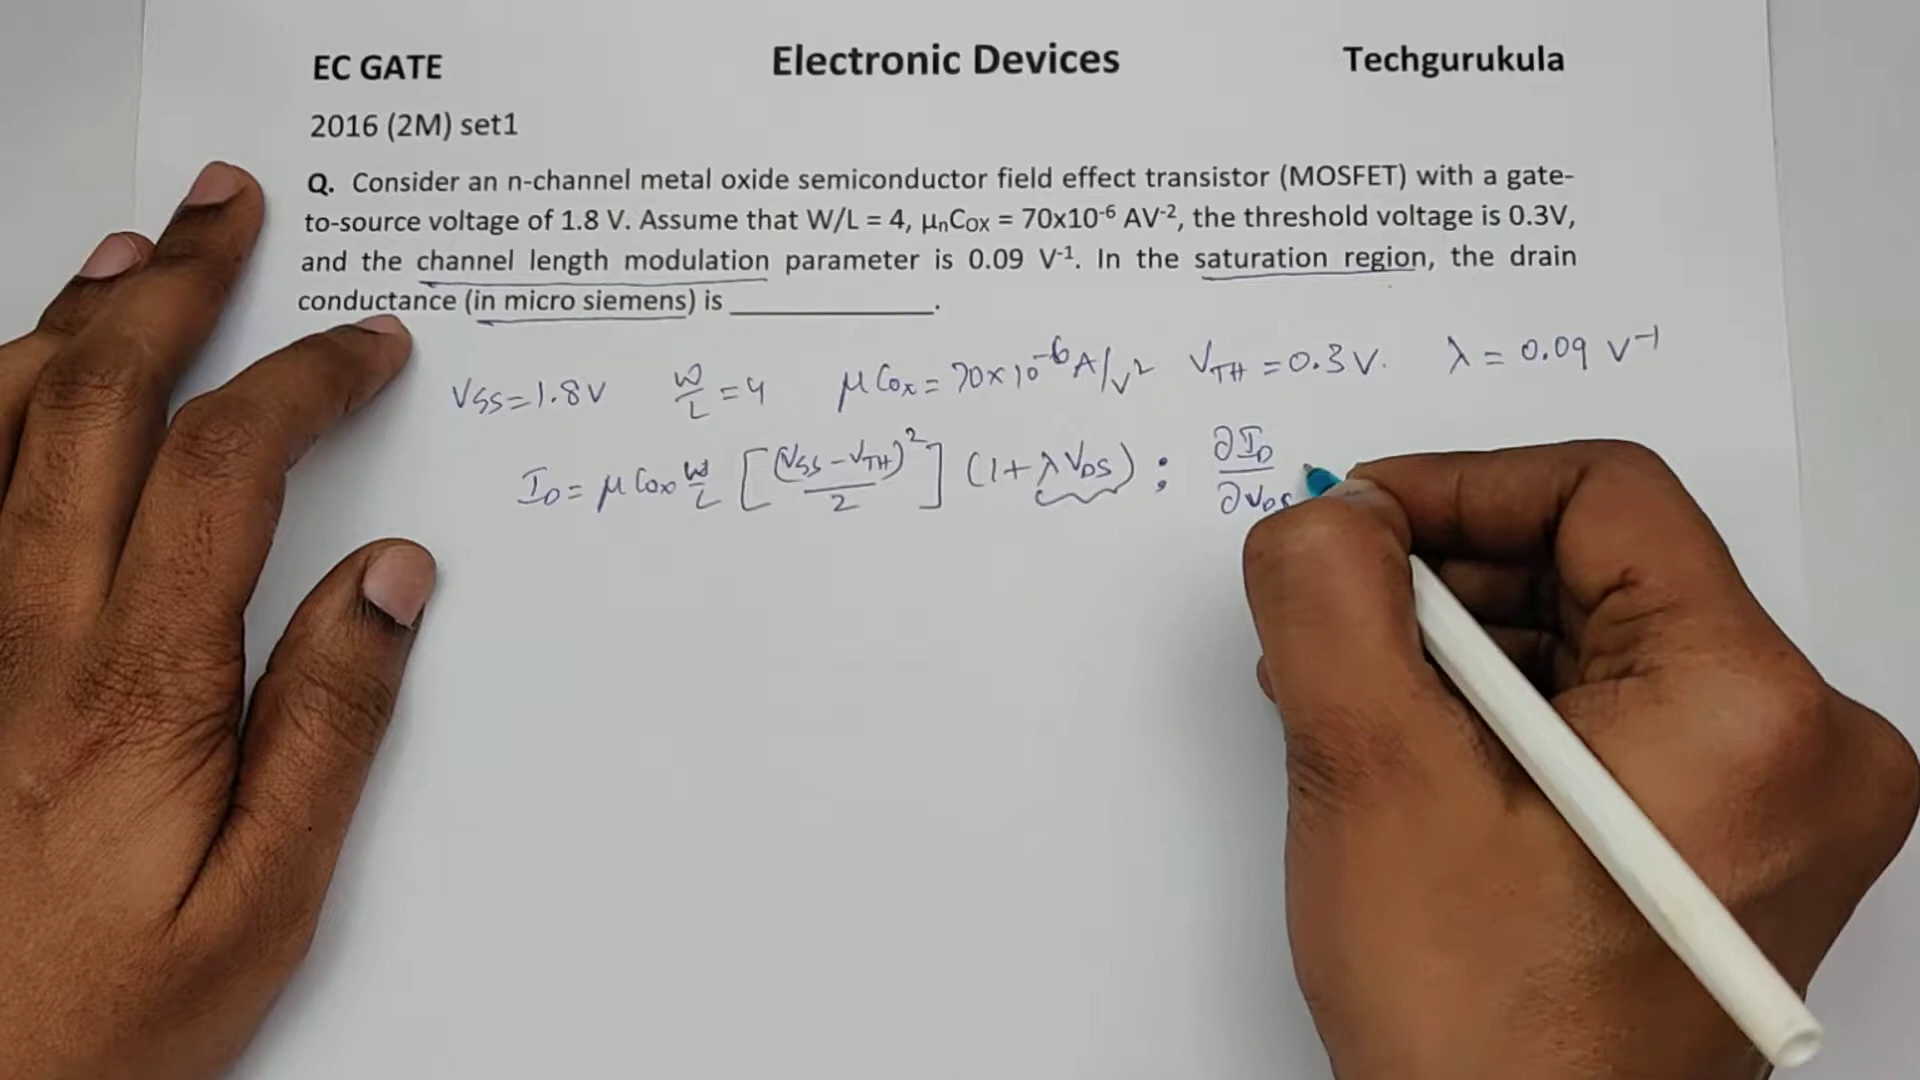 EC GATE Electronic Devices Techgurukula
2016 (2M) set1
Q. Consider an n-channel metal oxide semiconductor field effect transistor (MOSFET) with a gate-
to-source voltage of 1.8 V. Assume that W/L = 4, μₙCox = 70x10⁻⁶ AV⁻², the threshold voltage is 0.3V,
and the channel length modulation parameter is 0.09 V⁻¹. In the saturation region, the drain
conductance (in micro siemens) is ______________.
VGS=1.8V W/L =4 μCox = 70×10⁻⁶A/V² VTH =0.3V. λ = 0.09 V⁻¹
ID= μCox W/L [(VGS-VTH)²/2] (1+λVDS) ; ∂ID/∂VDS